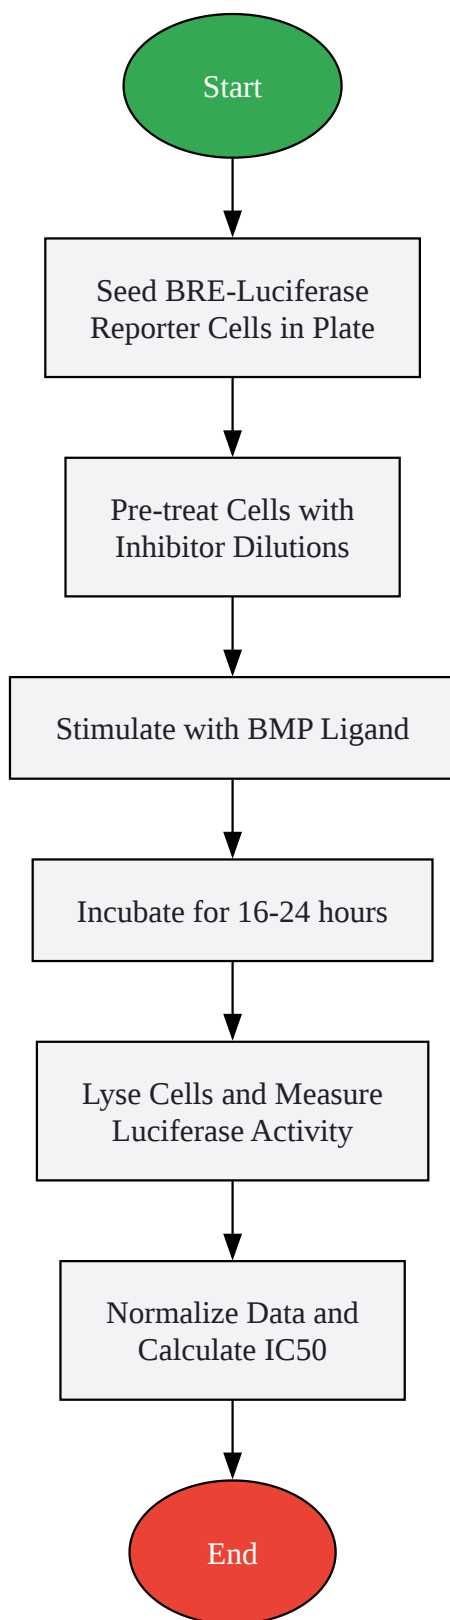 Start
Seed BRE-Luciferase
Reporter Cells in Plate
Pre-treat Cells with
Inhibitor Dilutions
Stimulate with BMP Ligand
Incubate for 16-24 hours
Lyse Cells and Measure
Luciferase Activity
Normalize Data and
Calculate IC50
End